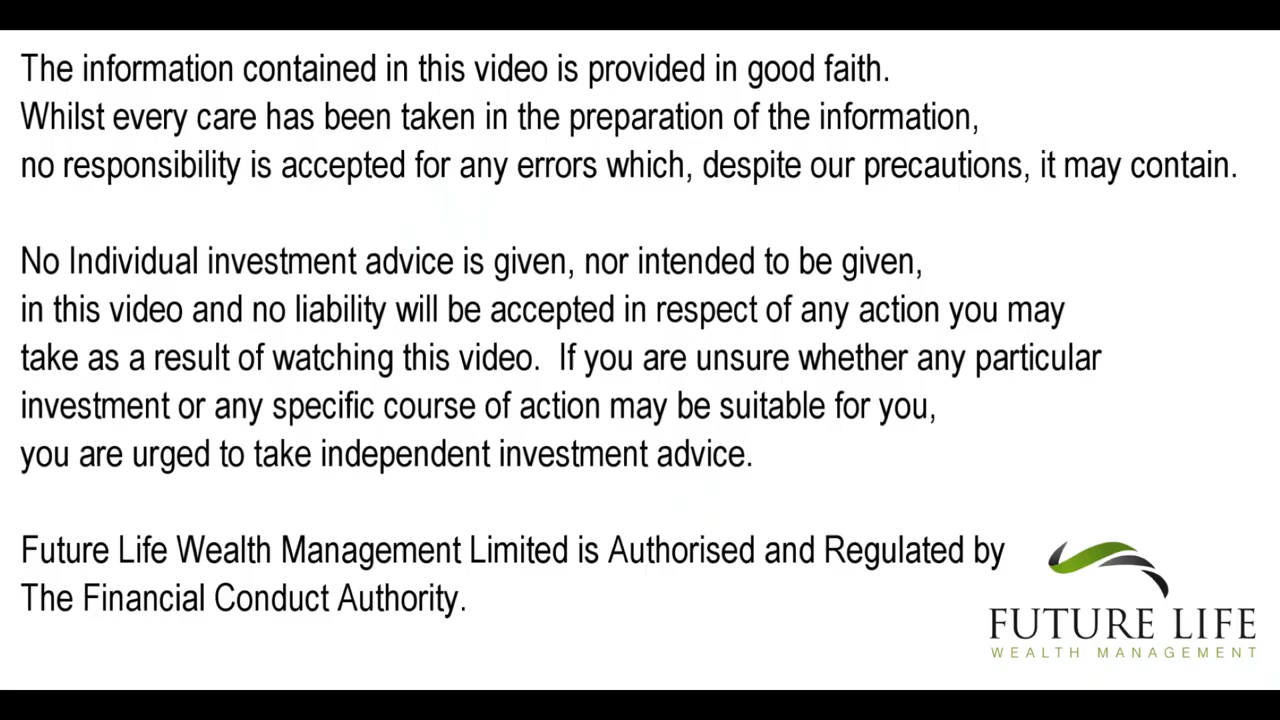 The information contained in this video is provided in good faith.
Whilst every care has been taken in the preparation of the information,
no responsibility is accepted for any errors which, despite our precautions, it may contain.
No Individual investment advice is given, nor intended to be given,
in this video and no liability will be accepted in respect of any action you may
take as a result of watching this video.  If you are unsure whether any particular
investment or any specific course of action may be suitable for you,
you are urged to take independent investment advice.
Future Life Wealth Management Limited is Authorised and Regulated by
The Financial Conduct Authority.
FUTURE LIFE
WEALTH MANAGEMENT